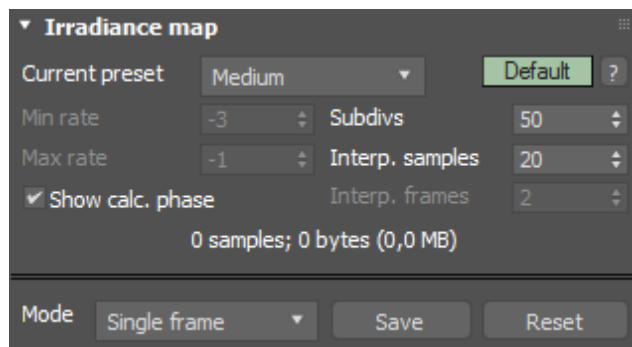 Irradiance map
Current preset Medium Default ?
Min rate -3 Subdivs 50
Max rate -1 Interp. samples 20
Show calc. phase Interp. frames 2
0 samples; 0 bytes (0,0 MB)
Mode Single frame Save Reset